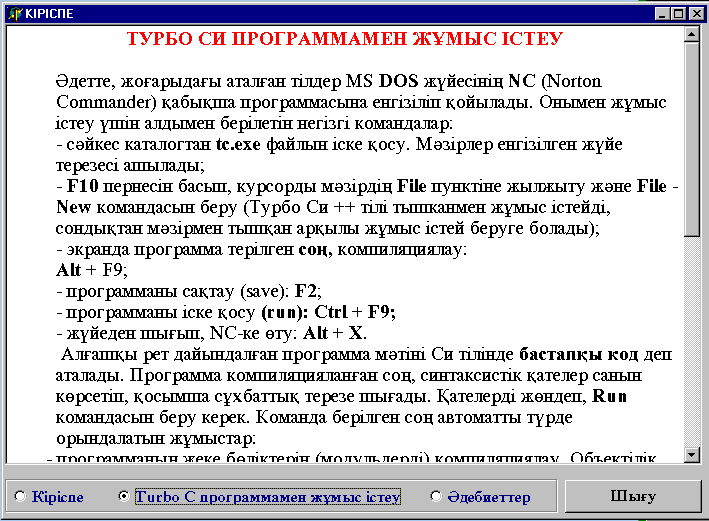 КІРІСПЕ
ТУРБО СИ ПРОГРАММАМЕН ЖҰМЫС ІСТЕУ
Әдетте, жоғарыдағы аталған тілдер MS DOS жүйесінің NC (Norton
Commander) қабықпа программасына енгізіліп қойылады. Онымен жұмыс
істеу үшін алдымен берілетін негізгі командалар:
- сәйкес каталогтан tc.exe файлын іске қосу. Мәзірлер енгізілген жүйе
терезесі ашылады;
- F10 пернесін басып, курсорды мәзірдің File пунктіне жылжыту және File -
New командасын беру (Турбо Си ++ тілі тышканмен жұмыс істейді,
сондықтан мәзірмен тышқан арқылы жұмыс істей беруге болады);
- экранда программа терілген соң, компиляциялау:
Alt + F9;
- программаны сақтау (save): F2;
- программаны іске қосу (run): Ctrl + F9;
- жүйеден шығып, NC-ке өту: Alt + X.
Алғашқы рет дайындалған программа мәтіні Си тілінде бастапқы код деп
аталады. Программа компиляцияланған соң, синтаксистік қателер санын
көрсетіп, қосымша сұхбаттық терезе шығады. Қателерді жөндеп, Run
командасын беру керек. Команда берілген соң автоматты түрде
орындалатын жұмыстар:
- программаның жеке бөліктерін (модульдерді) компиляциялау. Объектілік
Кіріспе
Turbo C программамен жұмыс істеу
Әдебиеттер
Шығу